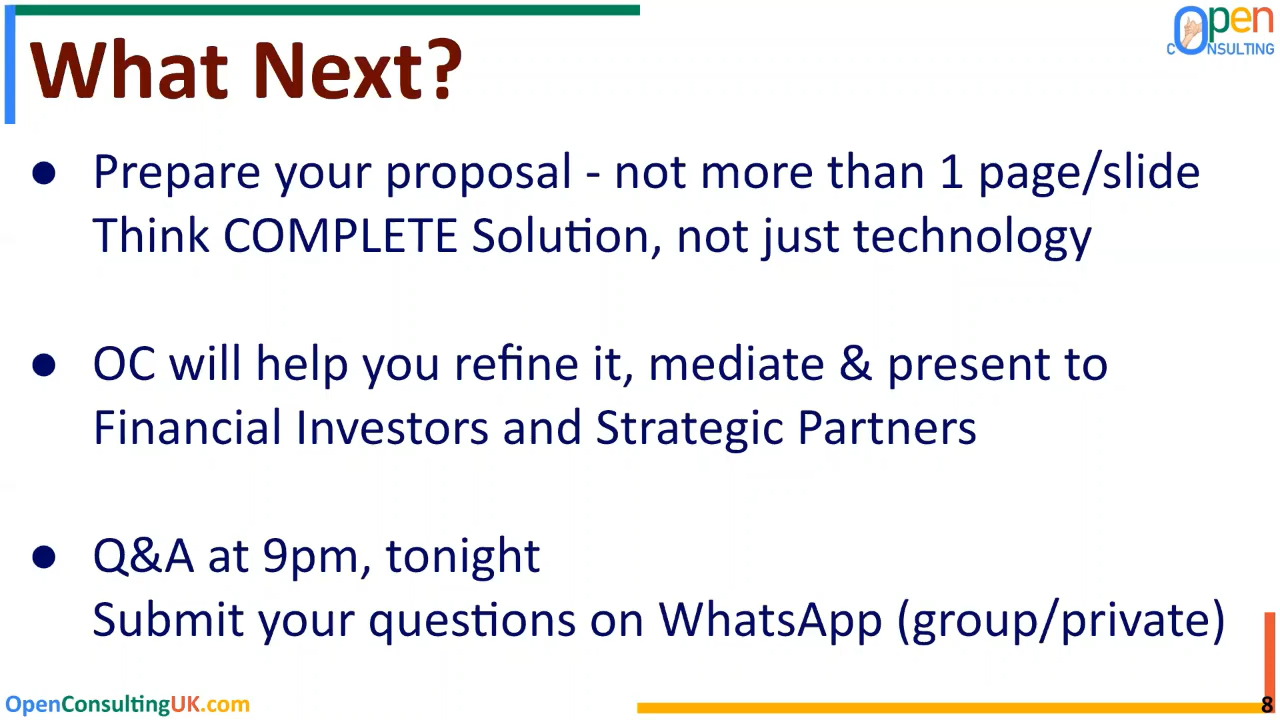 Open
CONSULTING
What Next?
● Prepare your proposal - not more than 1 page/slide
Think COMPLETE Solution, not just technology
● OC will help you refine it, mediate & present to
Financial Investors and Strategic Partners
● Q&A at 9pm, tonight
Submit your questions on WhatsApp (group/private)
OpenConsultingUK.com
8